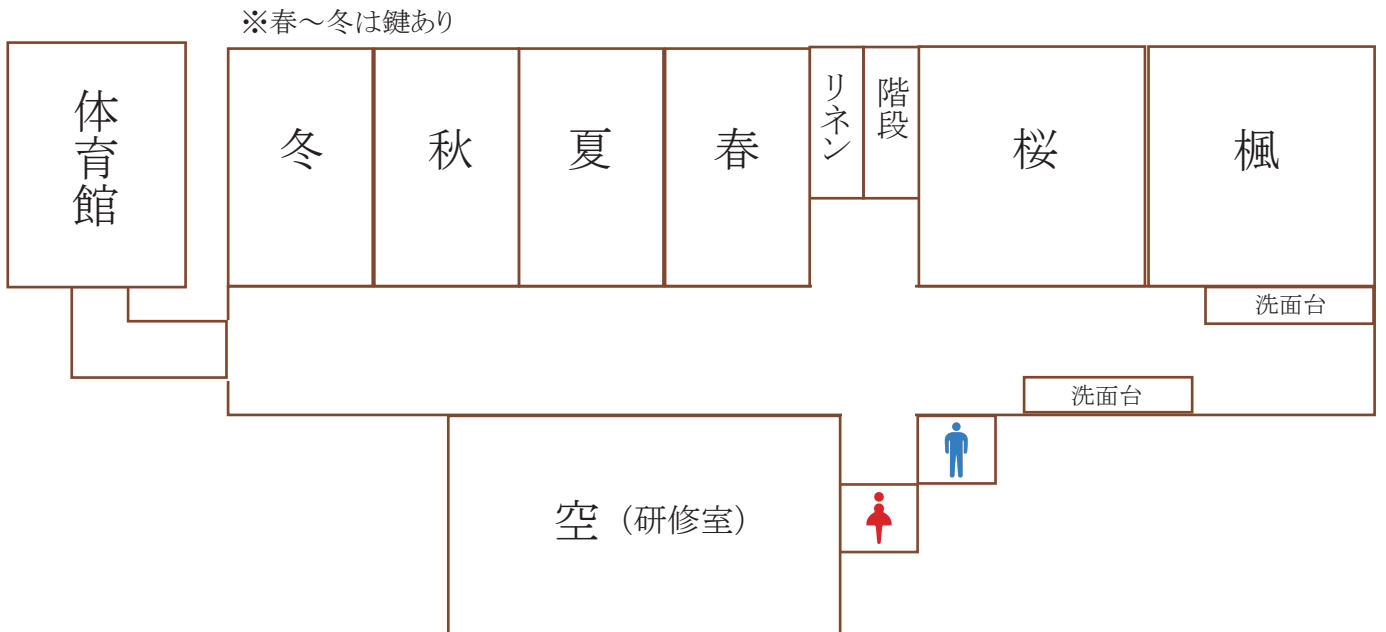 ※春～冬は鍵あり
体育館
冬
秋
夏
春
リネン
階段
桜
楓
洗面台
洗面台
空（研修室）